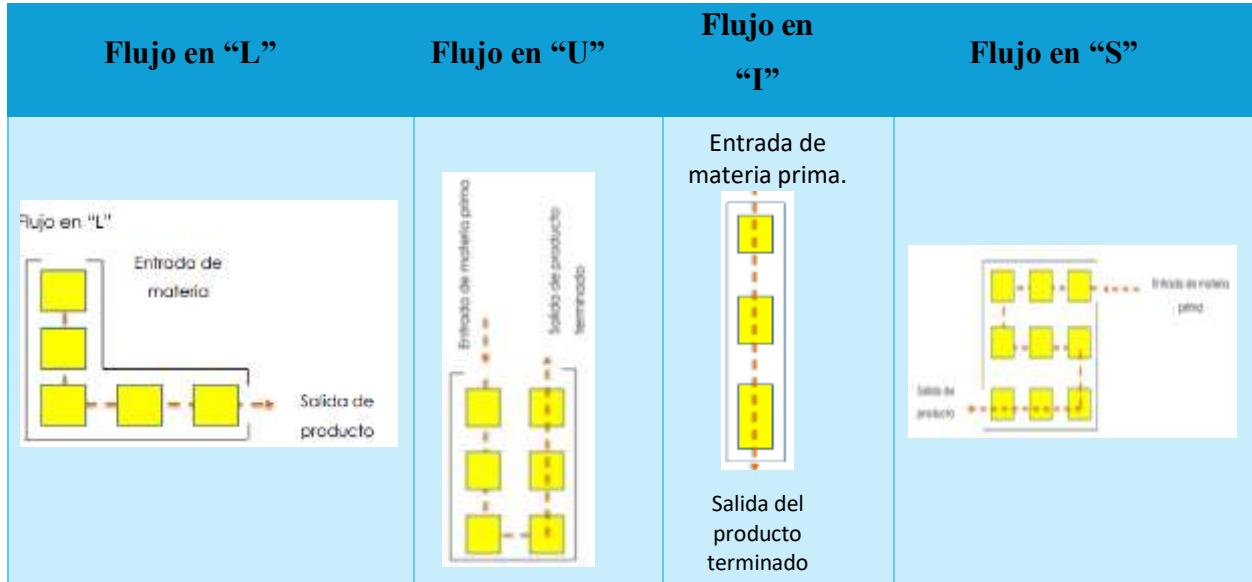 Flujo en “L”
Flujo en “U”
Flujo en
“I”
Flujo en “S”
Flujo en "L"
Entrada de
materia
Salida de
producto
Entrada de materia prima
Salida de producto
terminado
Entrada de
materia prima.
Salida del
producto
terminado
Entrada de materia
prima
Salida de
producto